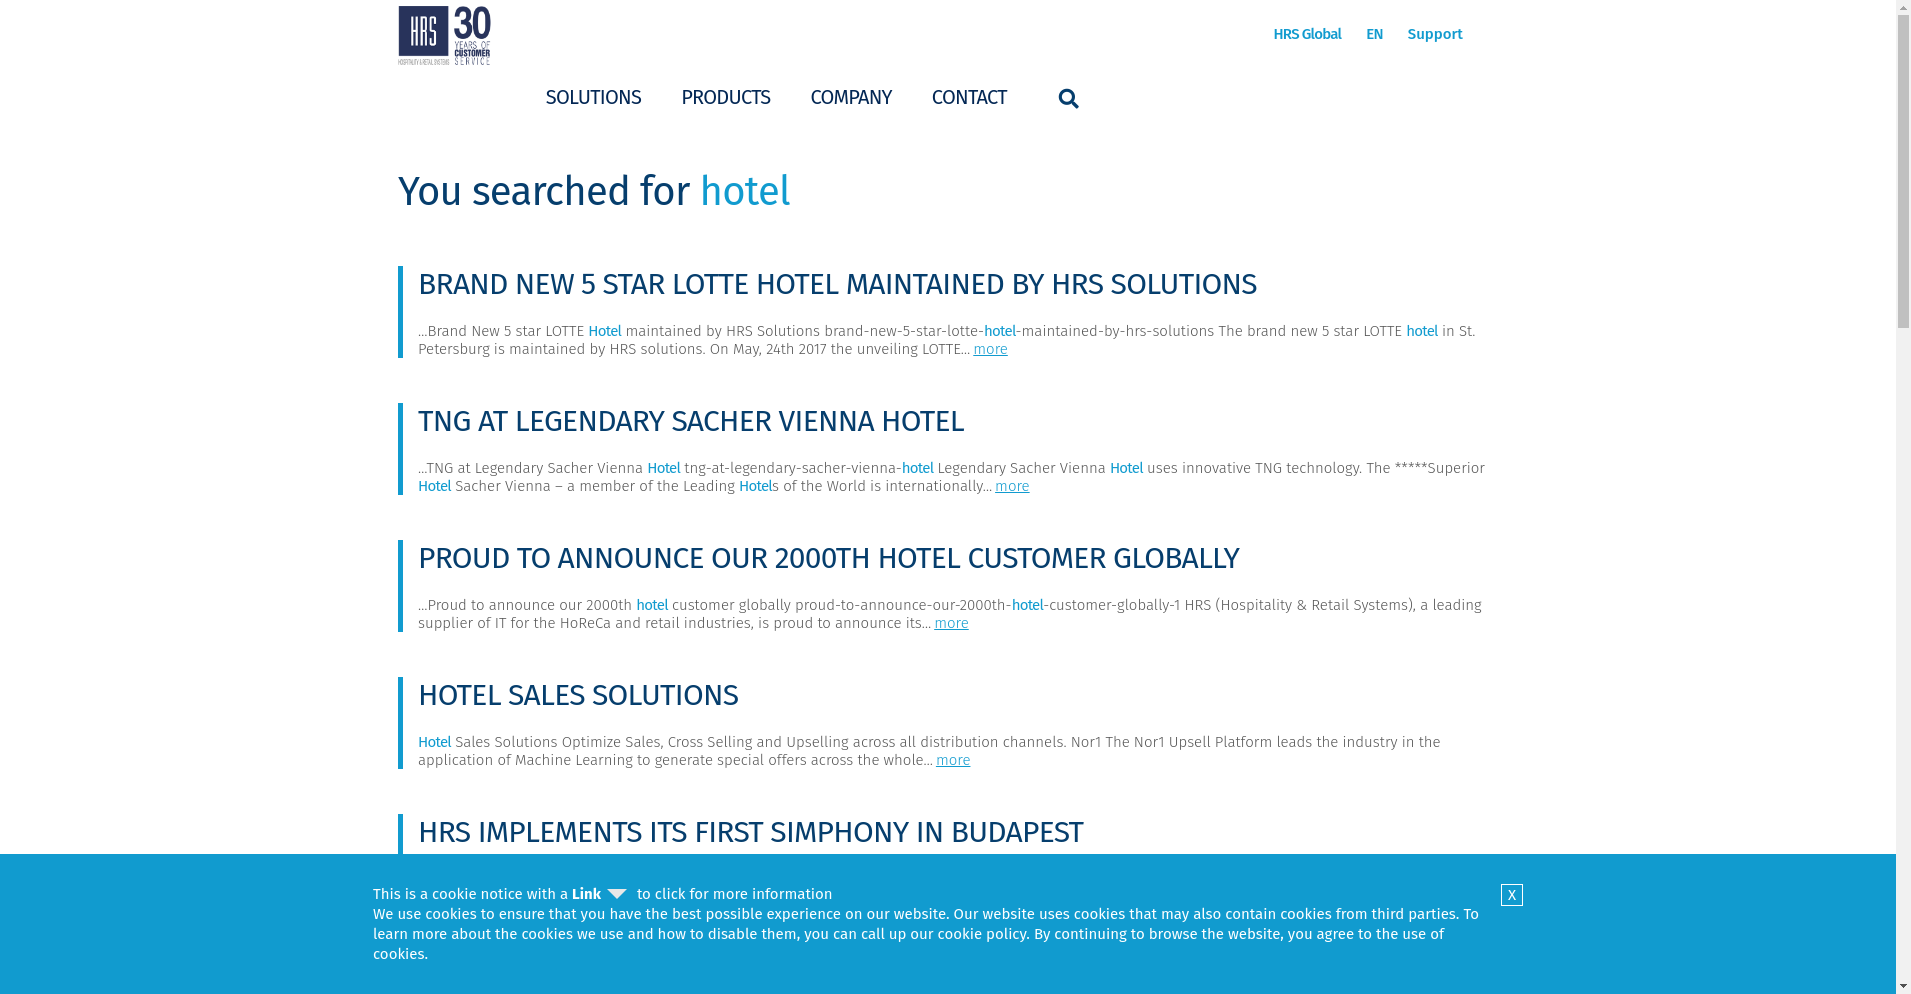 HRS 30
YEARS OF
CUSTOMER
SERVICE
HOSPITALITY & RETAIL SYSTEMS
HRS Global EN Support
SOLUTIONS PRODUCTS COMPANY CONTACT
You searched for hotel
BRAND NEW 5 STAR LOTTE HOTEL MAINTAINED BY HRS SOLUTIONS
...Brand New 5 star LOTTE Hotel maintained by HRS Solutions brand-new-5-star-lotte-hotel-maintained-by-hrs-solutions The brand new 5 star LOTTE hotel in St.
Petersburg is maintained by HRS solutions. On May, 24th 2017 the unveiling LOTTE... more
TNG AT LEGENDARY SACHER VIENNA HOTEL
...TNG at Legendary Sacher Vienna Hotel tng-at-legendary-sacher-vienna-hotel Legendary Sacher Vienna Hotel uses innovative TNG technology. The *****Superior
Hotel Sacher Vienna – a member of the Leading Hotels of the World is internationally... more
PROUD TO ANNOUNCE OUR 2000TH HOTEL CUSTOMER GLOBALLY
...Proud to announce our 2000th hotel customer globally proud-to-announce-our-2000th-hotel-customer-globally-1 HRS (Hospitality & Retail Systems), a leading
supplier of IT for the HoReCa and retail industries, is proud to announce its... more
HOTEL SALES SOLUTIONS
Hotel Sales Solutions Optimize Sales, Cross Selling and Upselling across all distribution channels. Nor1 The Nor1 Upsell Platform leads the industry in the
application of Machine Learning to generate special offers across the whole... more
HRS IMPLEMENTS ITS FIRST SIMPHONY IN BUDAPEST
This is a cookie notice with a Link to click for more information
X
We use cookies to ensure that you have the best possible experience on our website. Our website uses cookies that may also contain cookies from third parties. To
learn more about the cookies we use and how to disable them, you can call up our cookie policy. By continuing to browse the website, you agree to the use of
cookies.